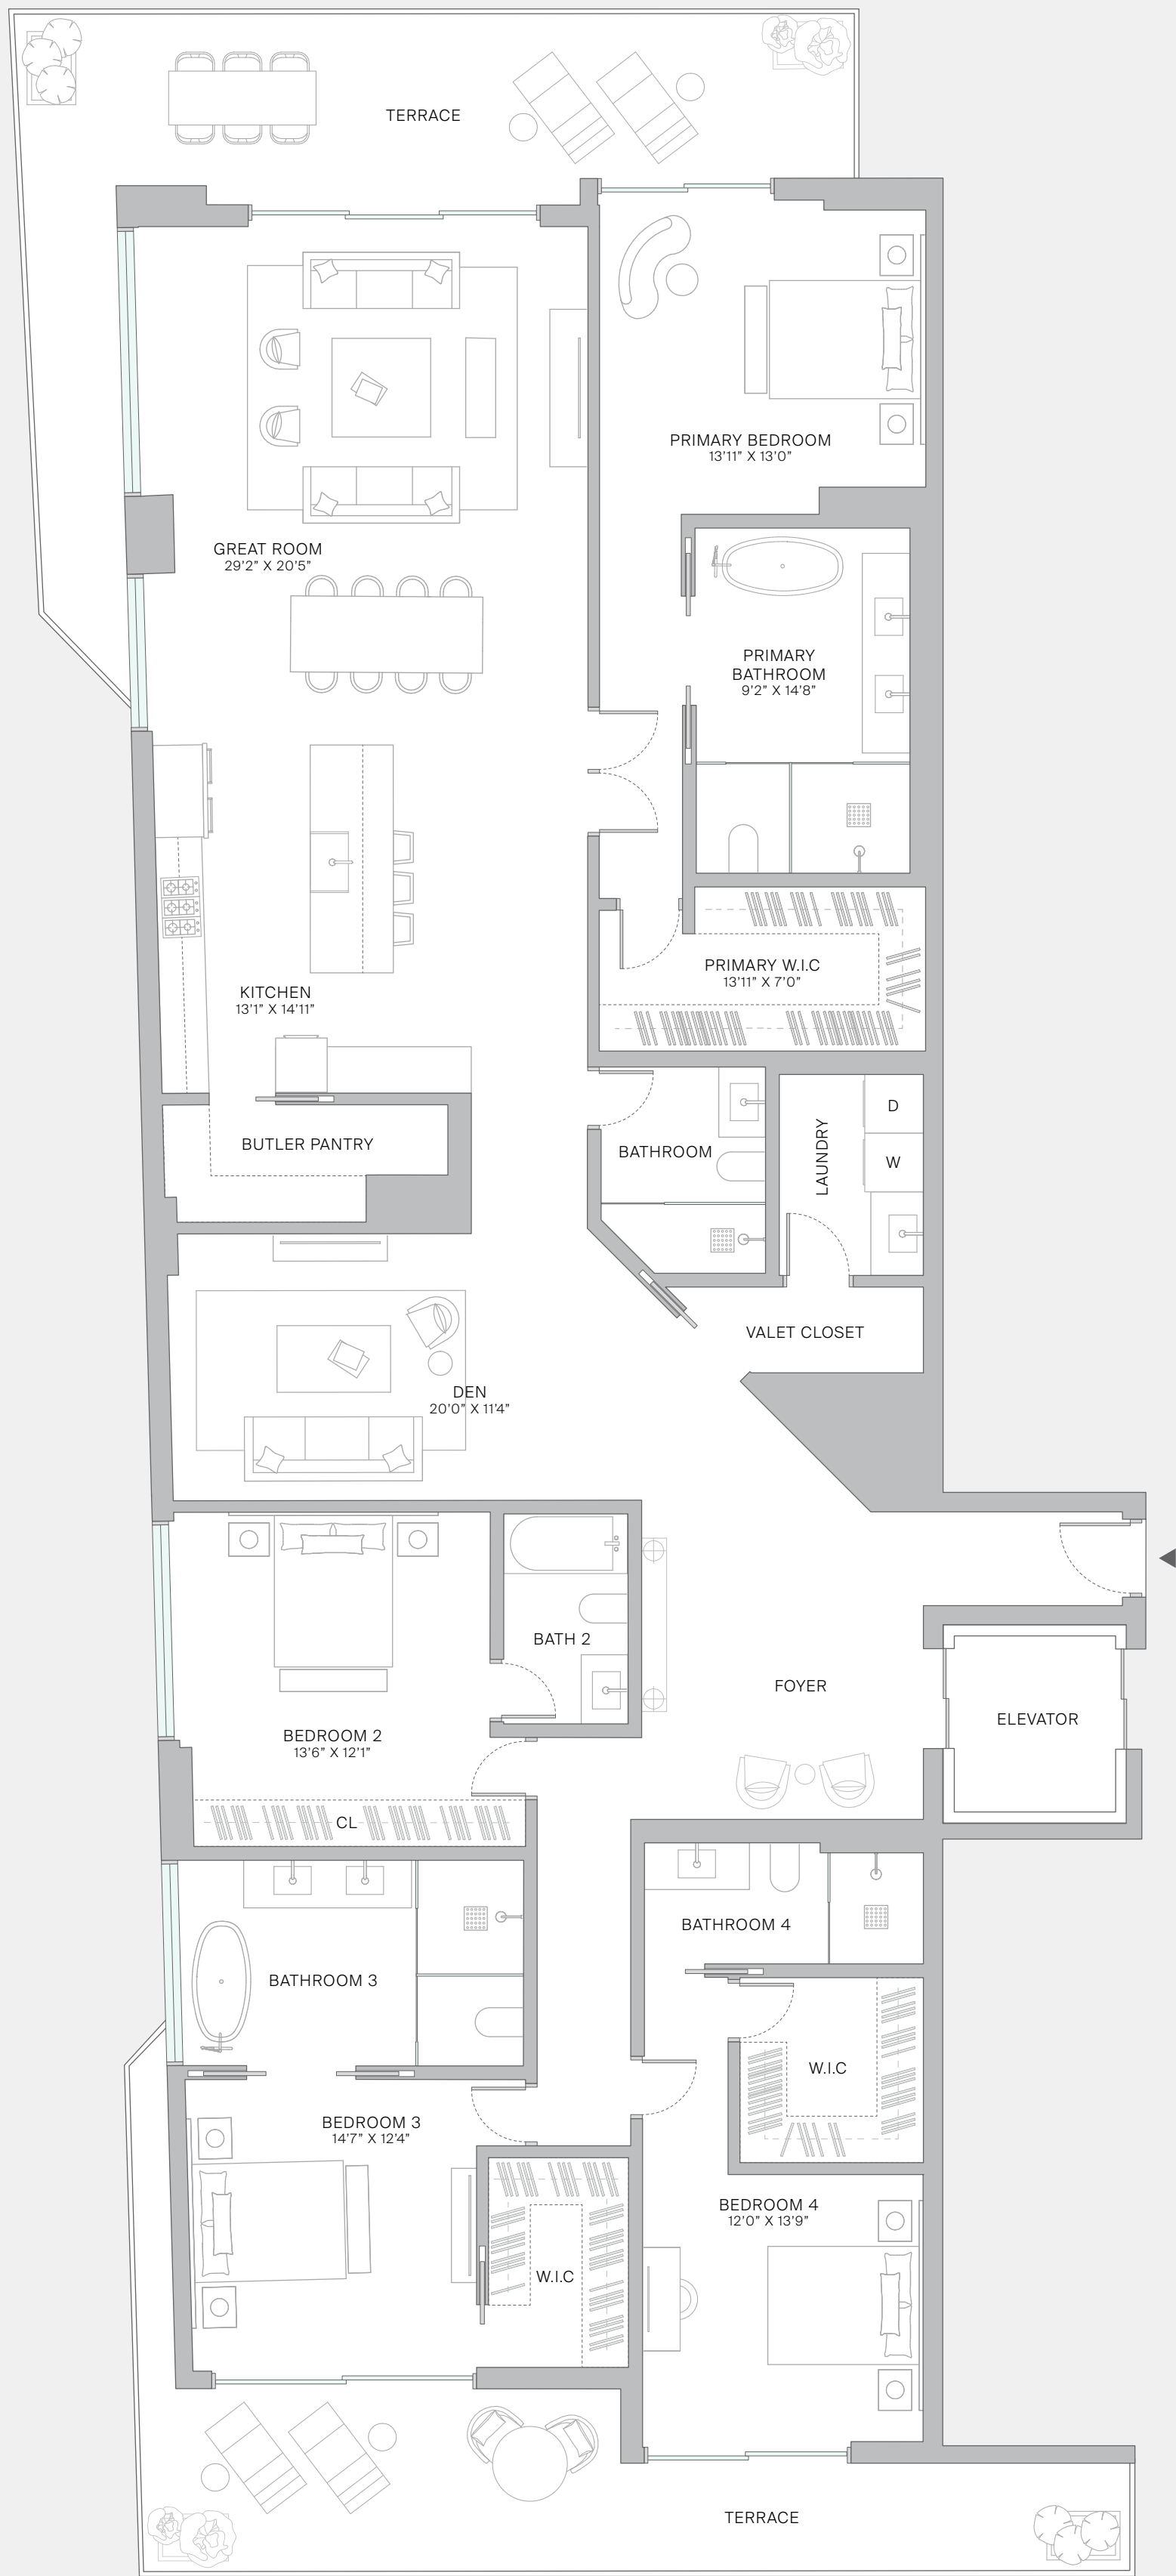 TERRACE
PRIMARY BEDROOM
13'11" X 13'0"
GREAT ROOM
29'2" X 20'5"
PRIMARY
BATHROOM
9'2" X 14'8"
PRIMARY W.I.C
13'11" X 7'0"
KITCHEN
13'1" X 14'11"
BUTLER PANTRY
BATHROOM
LAUNDRY
D
W
VALET CLOSET
DEN
20'0" X 11'4"
BATH 2
FOYER
ELEVATOR
BEDROOM 2
13'6" X 12'1"
CL
BATHROOM 4
BATHROOM 3
W.I.C
BEDROOM 3
14'7" X 12'4"
BEDROOM 4
12'0" X 13'9"
W.I.C
TERRACE